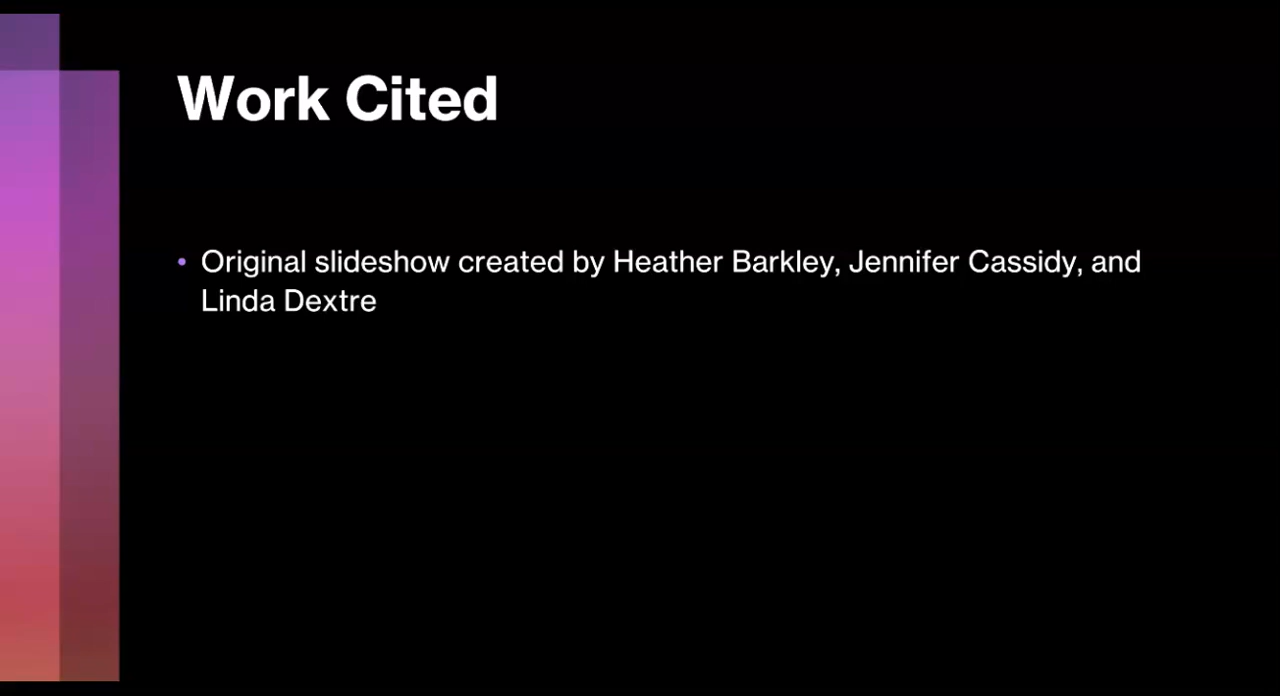 Work Cited
• Original slideshow created by Heather Barkley, Jennifer Cassidy, and
Linda Dextre